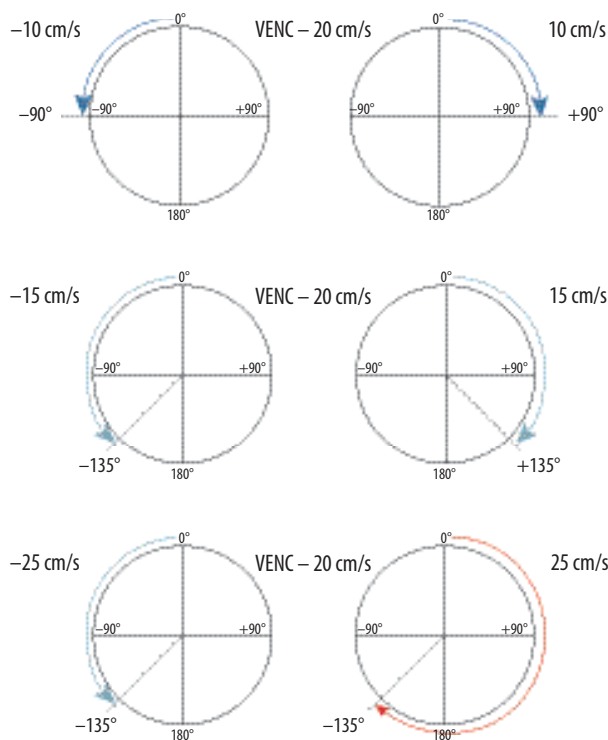 −10 cm/s 0° VENC – 20 cm/s 0° 10 cm/s
−90° −90° +90° −90° +90° +90°
180° 180°
−15 cm/s 0° VENC – 20 cm/s 0° 15 cm/s
−90° +90° −90° +90°
−135° 180° 180° +135°
−25 cm/s 0° VENC – 20 cm/s 0° 25 cm/s
−90° +90° −90° +90°
−135° 180° −135° 180°